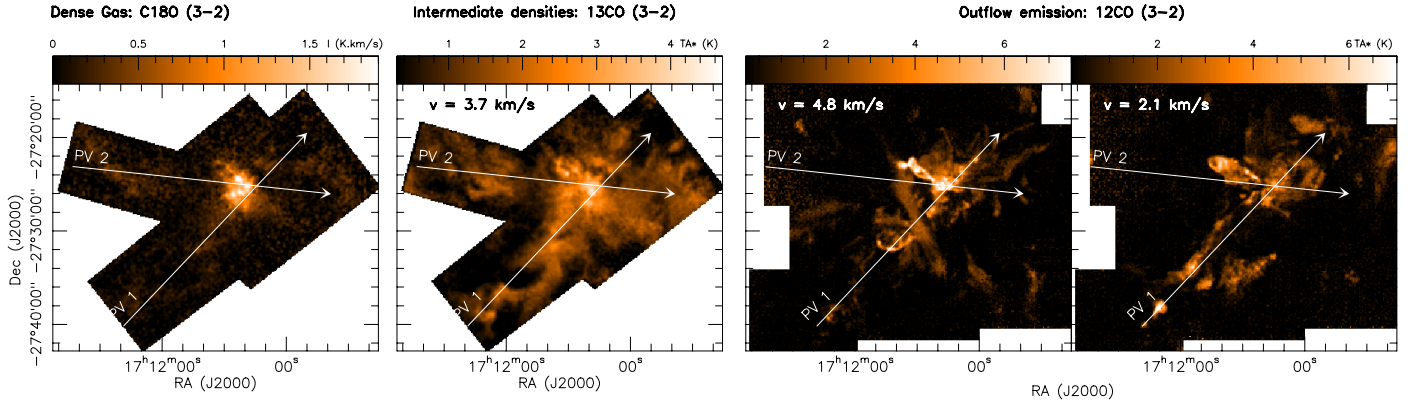 Dense Gas: C18O (3-2)
Intermediate densities: 13CO (3-2)
Outflow emission: 12CO (3-2)
0 0.5 1 1.5 I (K.km/s)
1 2 3 4 TA* (K)
2 4 6
2 4 6 TA* (K)
v = 3.7 km/s
v = 4.8 km/s
v = 2.1 km/s
PV 2
PV 2
PV 2
PV 2
PV 1
PV 1
PV 1
PV 1
Dec (J2000)
-27°20'00"
-27°30'00"
-27°40'00"
17h12m00s 00s
17h12m00s 00s
17h12m00s 00s
17h12m00s 00s
RA (J2000)
RA (J2000)
RA (J2000)